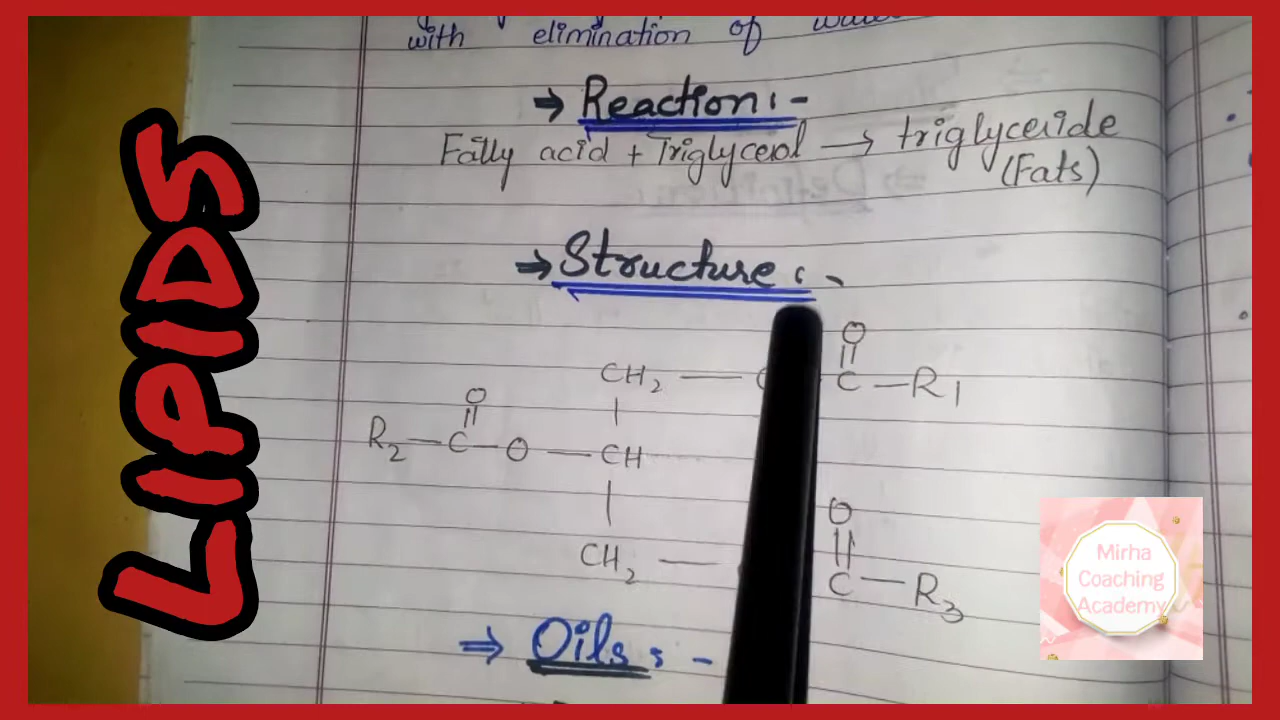 LIPIDS
with elimination of water
⇒ Reaction:-
Fatty acid + Triglycerol → triglyceride
(Fats)
⇒ Structure:-
O
CH2 — C — R1
O
R2 — C — O — CH
O
CH2 — C — R3
⇒ Oils:-
Mirha
Coaching
Academy